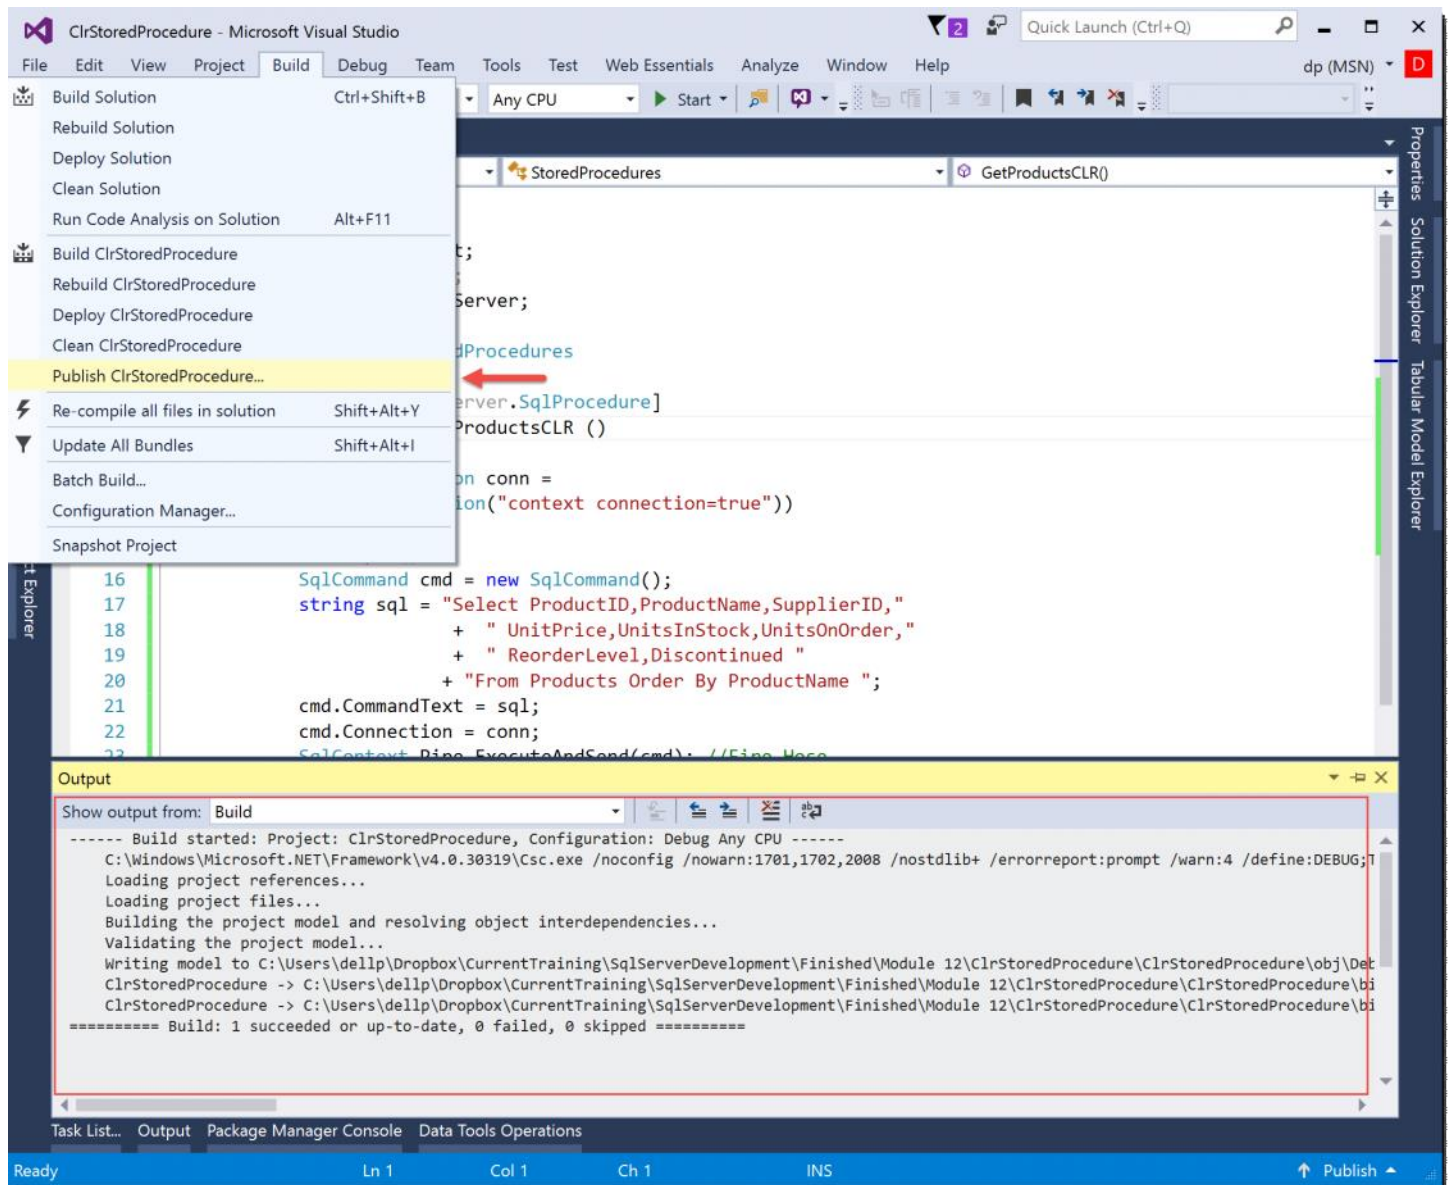 ClrStoredProcedure - Microsoft Visual Studio
2
Quick Launch (Ctrl+Q)
File Edit View Project Build Debug Team Tools Test Web Essentials Analyze Window Help
dp (MSN) D
Build Solution Ctrl+Shift+B
Any CPU Start
Rebuild Solution
Deploy Solution
Clean Solution
Run Code Analysis on Solution Alt+F11
Build ClrStoredProcedure
Rebuild ClrStoredProcedure
Deploy ClrStoredProcedure
Clean ClrStoredProcedure
Publish ClrStoredProcedure...
Re-compile all files in solution Shift+Alt+Y
Update All Bundles Shift+Alt+I
Batch Build...
Configuration Manager...
Snapshot Project
StoredProcedures
GetProductsCLR()
t;
;
Server;
dProcedures
erver.SqlProcedure]
ProductsCLR ()
on conn =
ion("context connection=true"))
16 SqlCommand cmd = new SqlCommand();
17 string sql = "Select ProductID,ProductName,SupplierID,"
18 + " UnitPrice,UnitsInStock,UnitsOnOrder,"
19 + " ReorderLevel,Discontinued "
20 + "From Products Order By ProductName ";
21 cmd.CommandText = sql;
22 cmd.Connection = conn;
23 SqlContext.Pipe.ExecuteAndSend(cmd); //Fire Hose
Properties
Solution Explorer
Tabular Model Explorer
ct Explorer
Output
Show output from: Build
------ Build started: Project: ClrStoredProcedure, Configuration: Debug Any CPU ------
C:\Windows\Microsoft.NET\Framework\v4.0.30319\Csc.exe /noconfig /nowarn:1701,1702,2008 /nostdlib+ /errorreport:prompt /warn:4 /define:DEBUG;T
Loading project references...
Loading project files...
Building the project model and resolving object interdependencies...
Validating the project model...
Writing model to C:\Users\dellp\Dropbox\CurrentTraining\SqlServerDevelopment\Finished\Module 12\ClrStoredProcedure\ClrStoredProcedure\obj\Det
ClrStoredProcedure -> C:\Users\dellp\Dropbox\CurrentTraining\SqlServerDevelopment\Finished\Module 12\ClrStoredProcedure\ClrStoredProcedure\bi
ClrStoredProcedure -> C:\Users\dellp\Dropbox\CurrentTraining\SqlServerDevelopment\Finished\Module 12\ClrStoredProcedure\ClrStoredProcedure\bi
========== Build: 1 succeeded or up-to-date, 0 failed, 0 skipped ==========
Task List... Output Package Manager Console Data Tools Operations
Ready Ln 1 Col 1 Ch 1 INS Publish